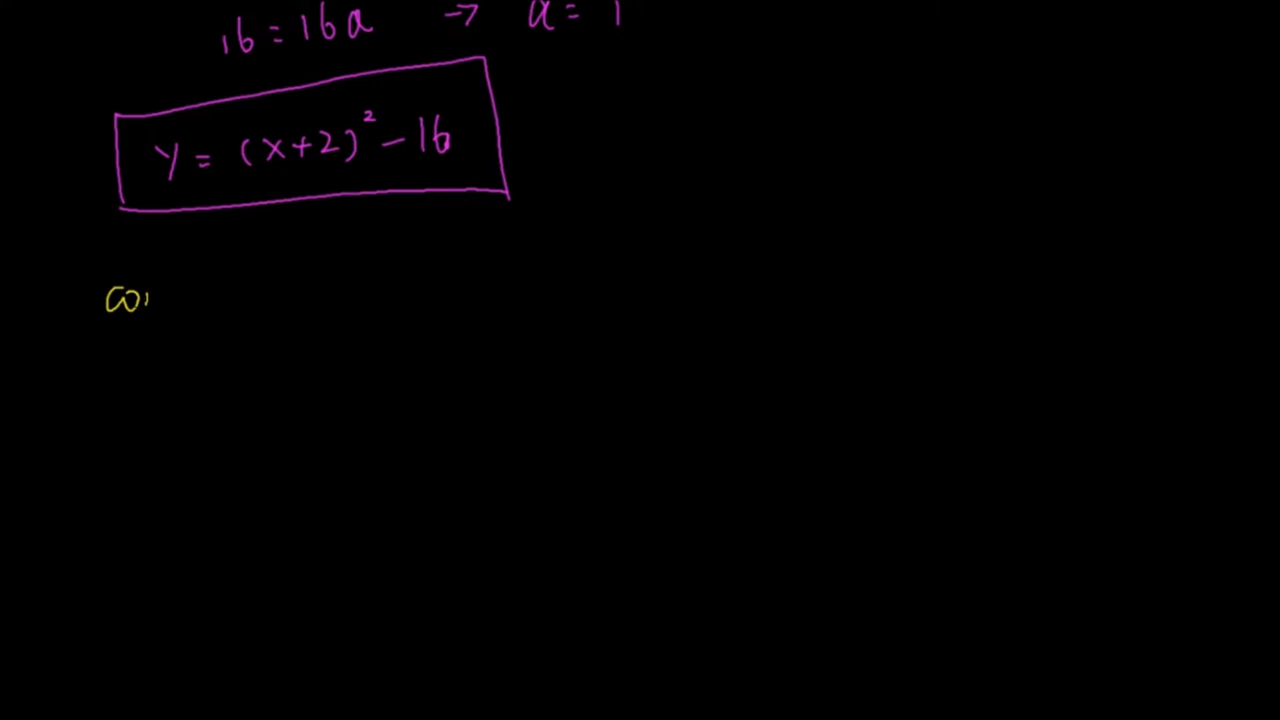 16 = 16a → a = 1
y = (x+2)² - 16